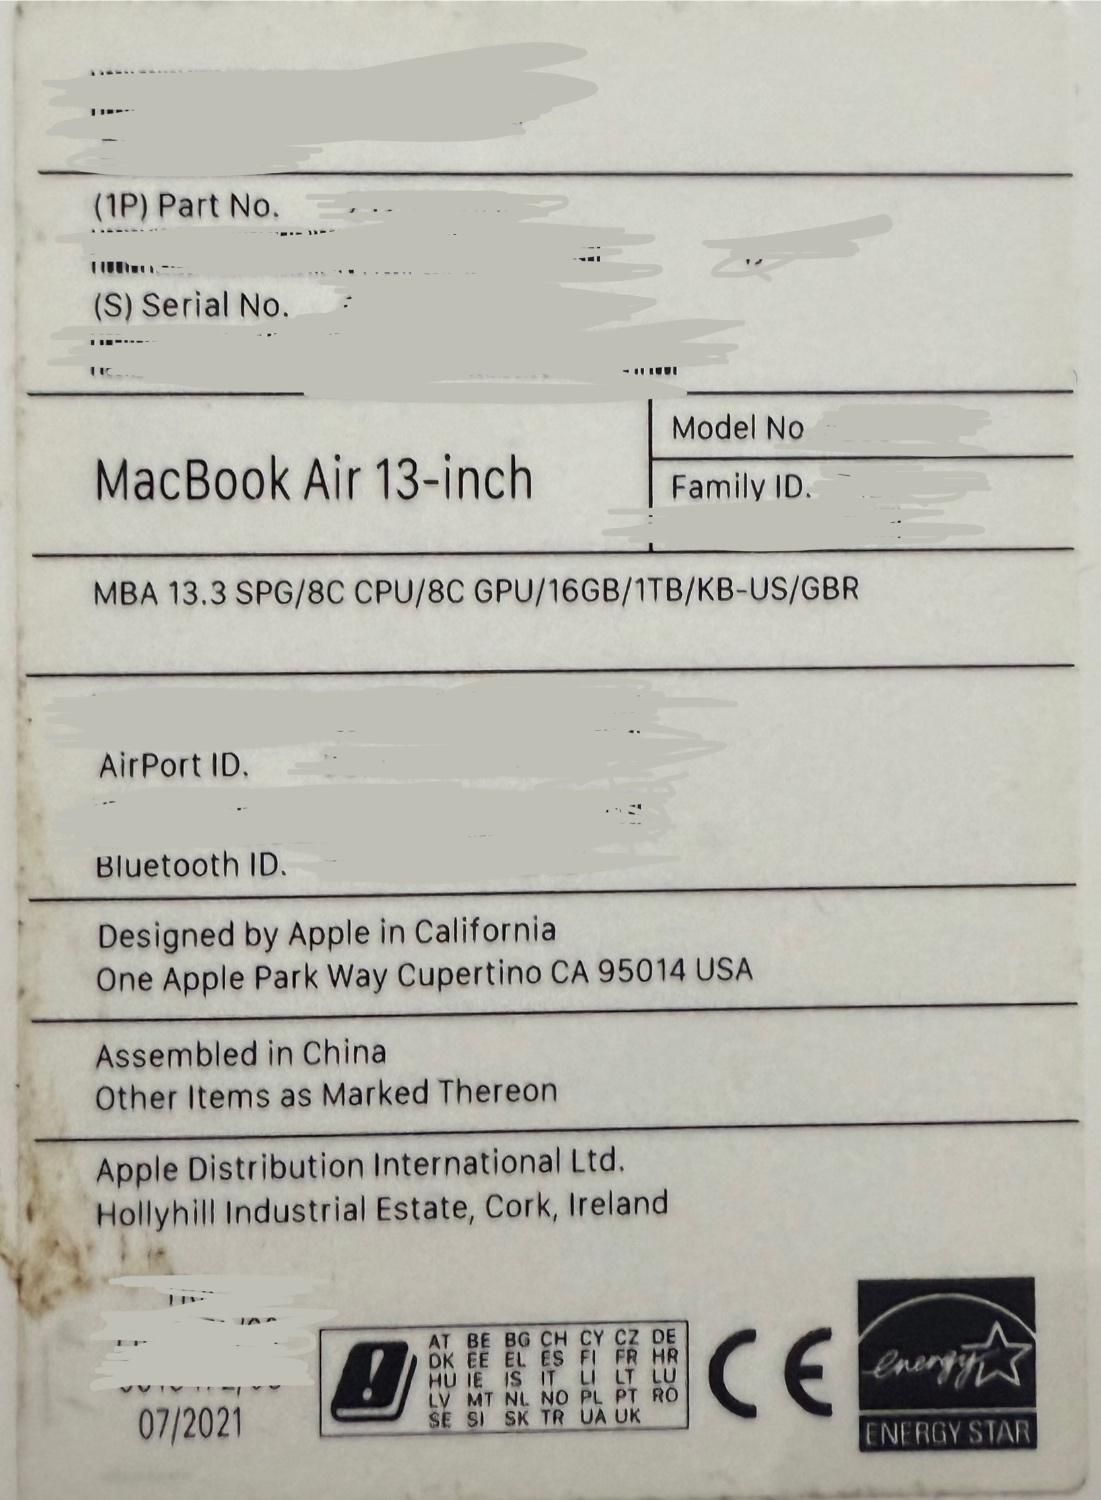 (1P) Part No.
(S) Serial No.
MacBook Air 13-inch
Model No
Family ID.
MBA 13.3 SPG/8C CPU/8C GPU/16GB/1TB/KB-US/GBR
AirPort ID.
Bluetooth ID.
Designed by Apple in California
One Apple Park Way Cupertino CA 95014 USA
Assembled in China
Other Items as Marked Thereon
Apple Distribution International Ltd.
Hollyhill Industrial Estate, Cork, Ireland
07/2021
AT BE BG CH CY CZ DE
DK EE EL ES FI FR HR
HU IE IS IT LI LT LU
LV MT NL NO PL PT RO
SE SI SK TR UA UK
CE
energy
ENERGY STAR